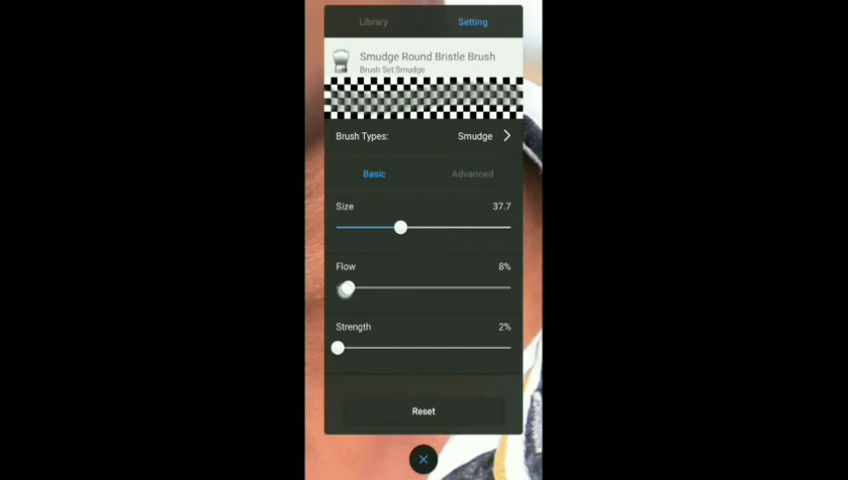 Library Setting
Smudge Round Bristle Brush
Brush Set:Smudge
Brush Types: Smudge
Basic Advanced
Size 37.7
Flow 8%
Strength 2%
Reset